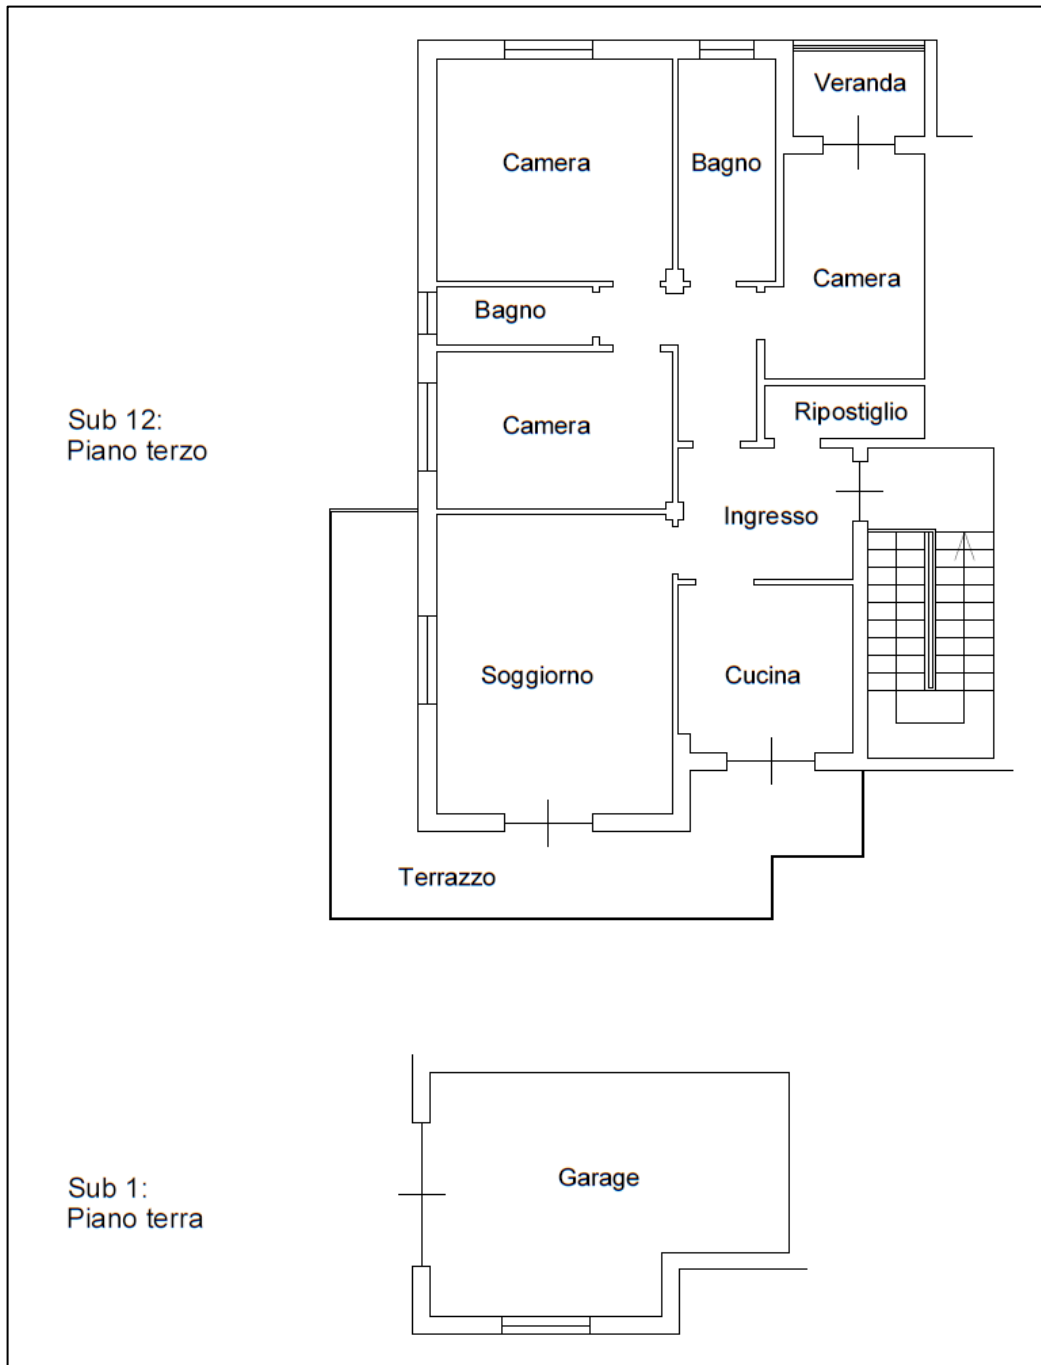 Veranda
Camera
Bagno
Camera
Bagno
Ripostiglio
Sub 12:
Piano terzo
Camera
Ingresso
Soggiorno
Cucina
Terrazzo
Garage
Sub 1:
Piano terra